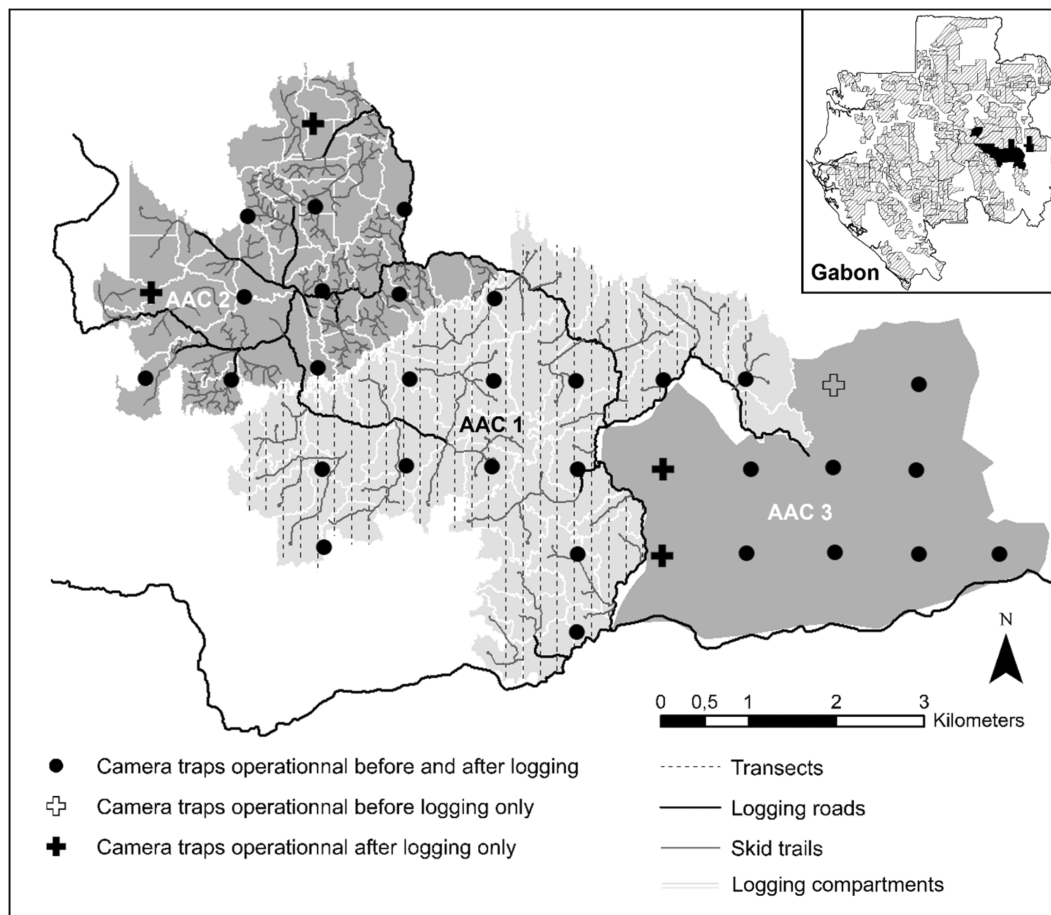 Gabon
AAC 2
AAC 1
AAC 3
N
0 0,5 1 2 3
Kilometers
Camera traps operationnal before and after logging
Camera traps operationnal before logging only
Camera traps operationnal after logging only
Transects
Logging roads
Skid trails
Logging compartments